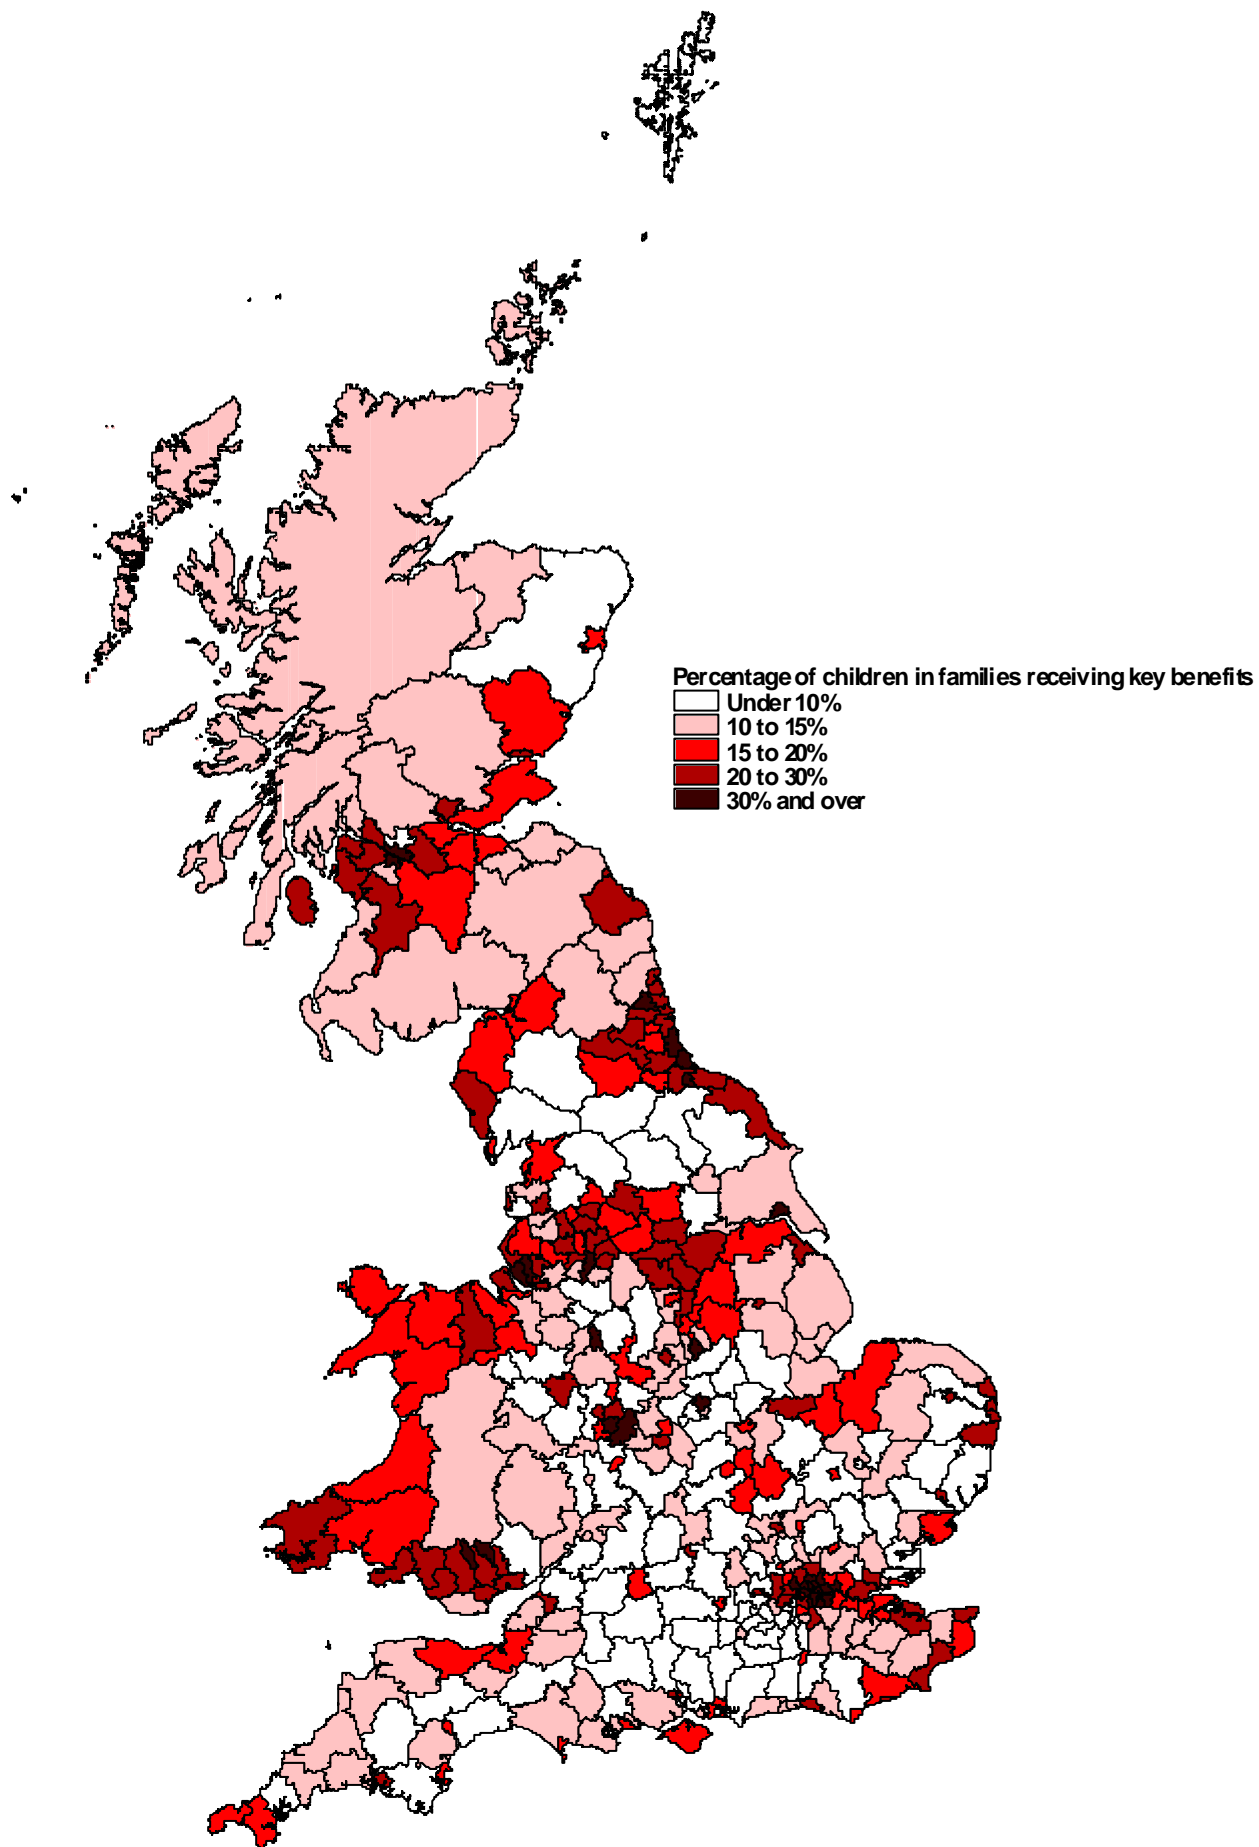 Percentage of children in families receiving key benefits
Under 10%
10 to 15%
15 to 20%
20 to 30%
30% and over